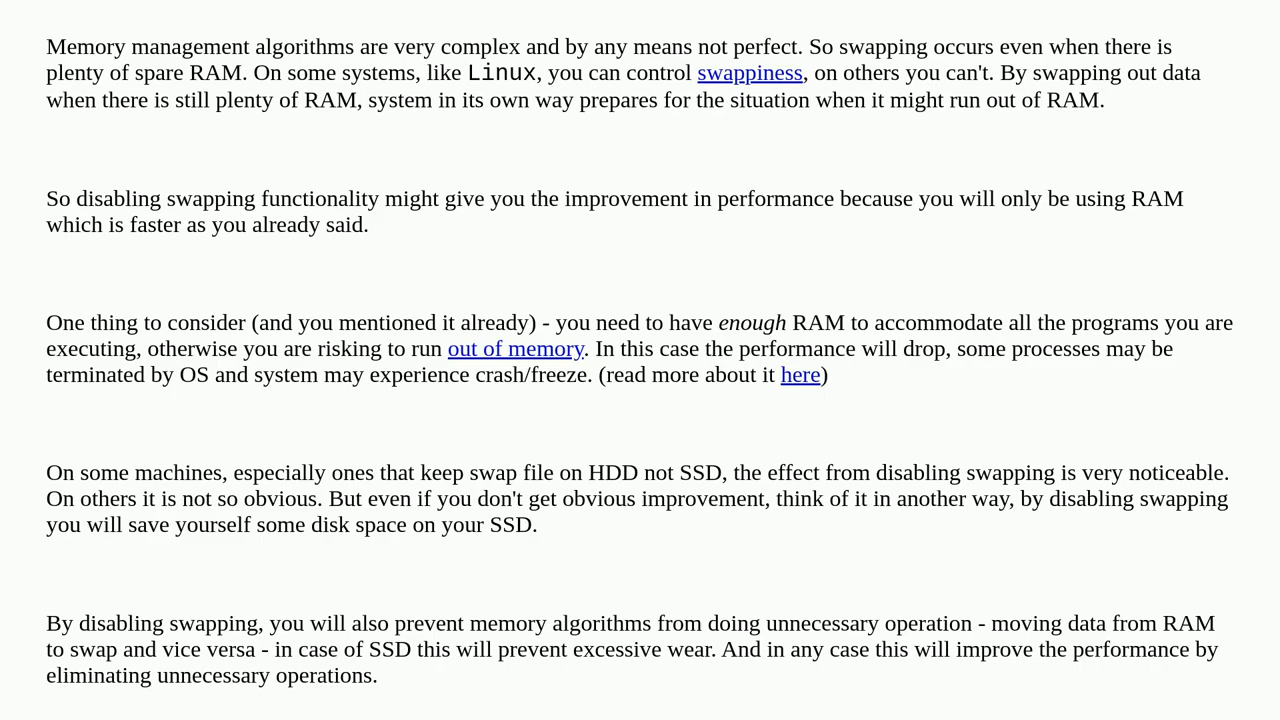 Memory management algorithms are very complex and by any means not perfect. So swapping occurs even when there is
plenty of spare RAM. On some systems, like Linux, you can control swappiness, on others you can't. By swapping out data
when there is still plenty of RAM, system in its own way prepares for the situation when it might run out of RAM.
So disabling swapping functionality might give you the improvement in performance because you will only be using RAM
which is faster as you already said.
One thing to consider (and you mentioned it already) - you need to have enough RAM to accommodate all the programs you are
executing, otherwise you are risking to run out of memory. In this case the performance will drop, some processes may be
terminated by OS and system may experience crash/freeze. (read more about it here)
On some machines, especially ones that keep swap file on HDD not SSD, the effect from disabling swapping is very noticeable.
On others it is not so obvious. But even if you don't get obvious improvement, think of it in another way, by disabling swapping
you will save yourself some disk space on your SSD.
By disabling swapping, you will also prevent memory algorithms from doing unnecessary operation - moving data from RAM
to swap and vice versa - in case of SSD this will prevent excessive wear. And in any case this will improve the performance by
eliminating unnecessary operations.